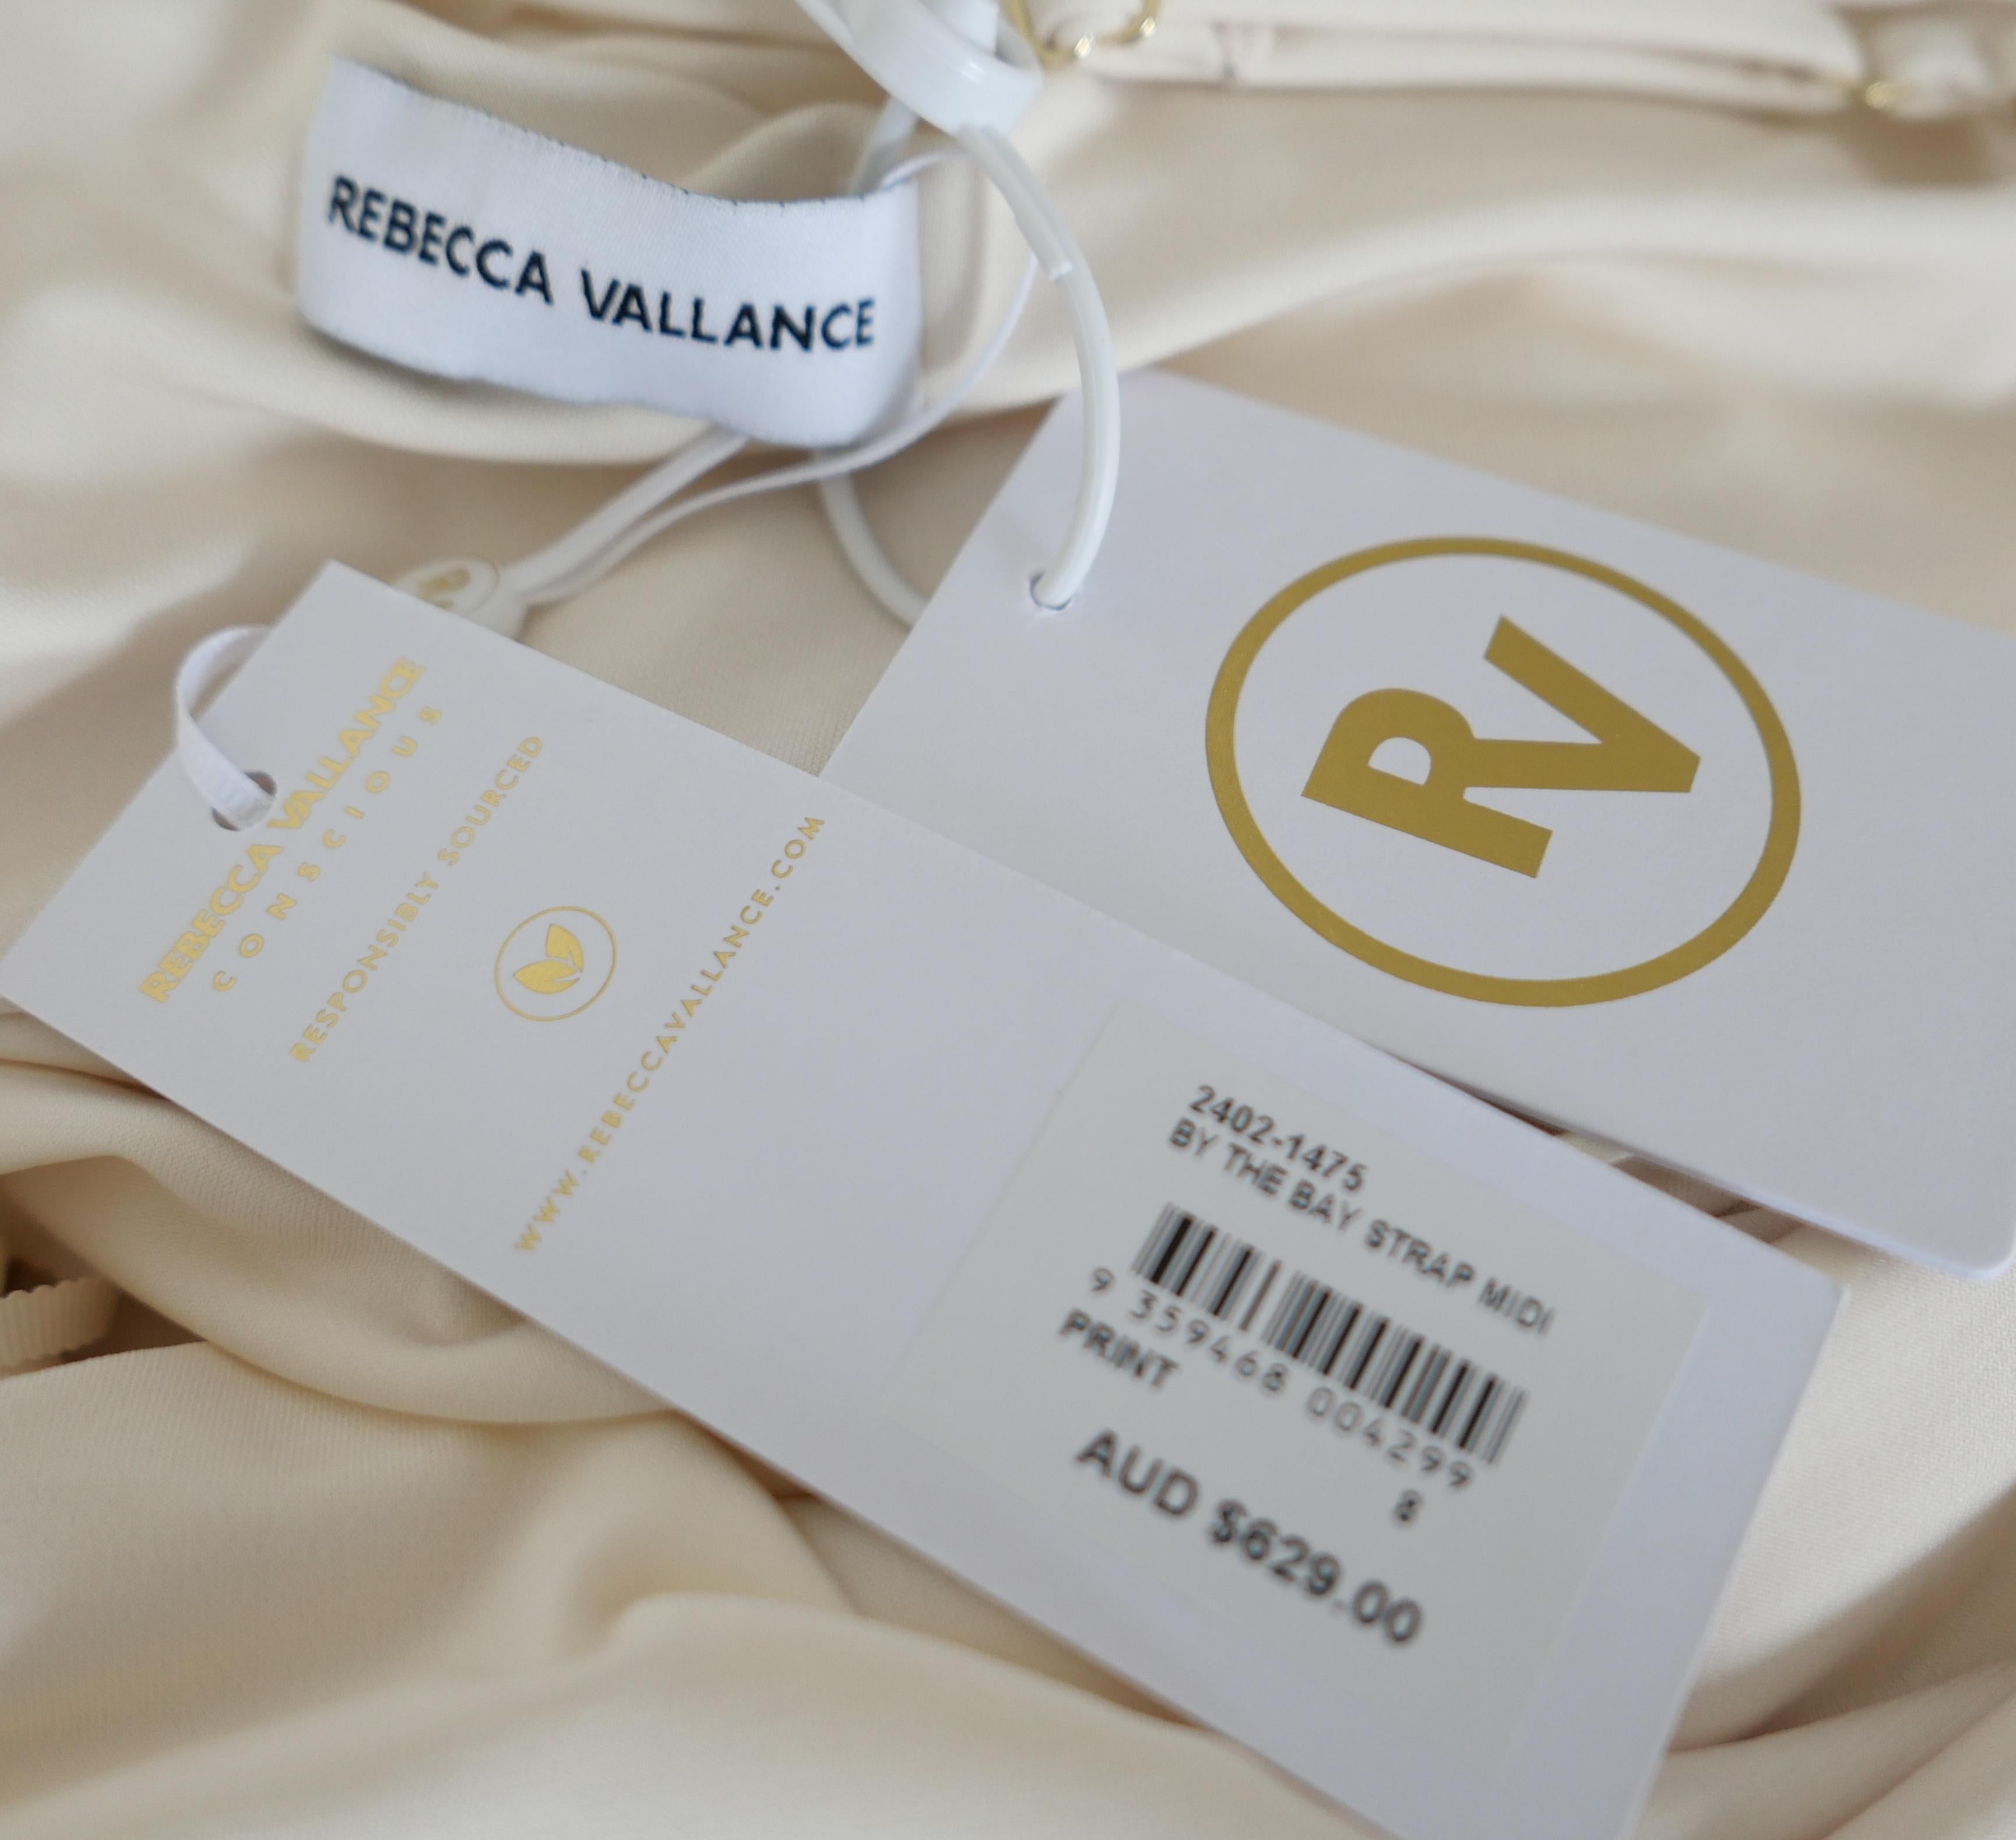 REBECCA VALLANCE
RV
REBECCA VALLANCE
CONSCIOUS
RESPONSIBLY SOURCED
WWW.REBECCAVALLANCE.COM
2402-1475
BY THE BAY STRAP MIDI
9 359468 004299
PRINT
8
AUD $629.00